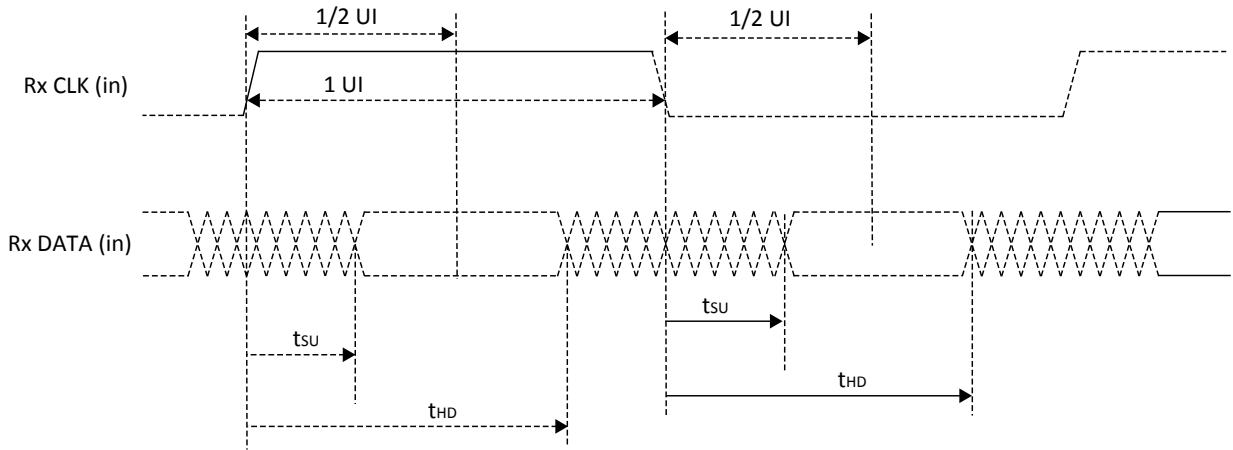 1/2 UI
1/2 UI
Rx CLK (in)
1 UI
Rx DATA (in)
tSU
tSU
tHD
tHD